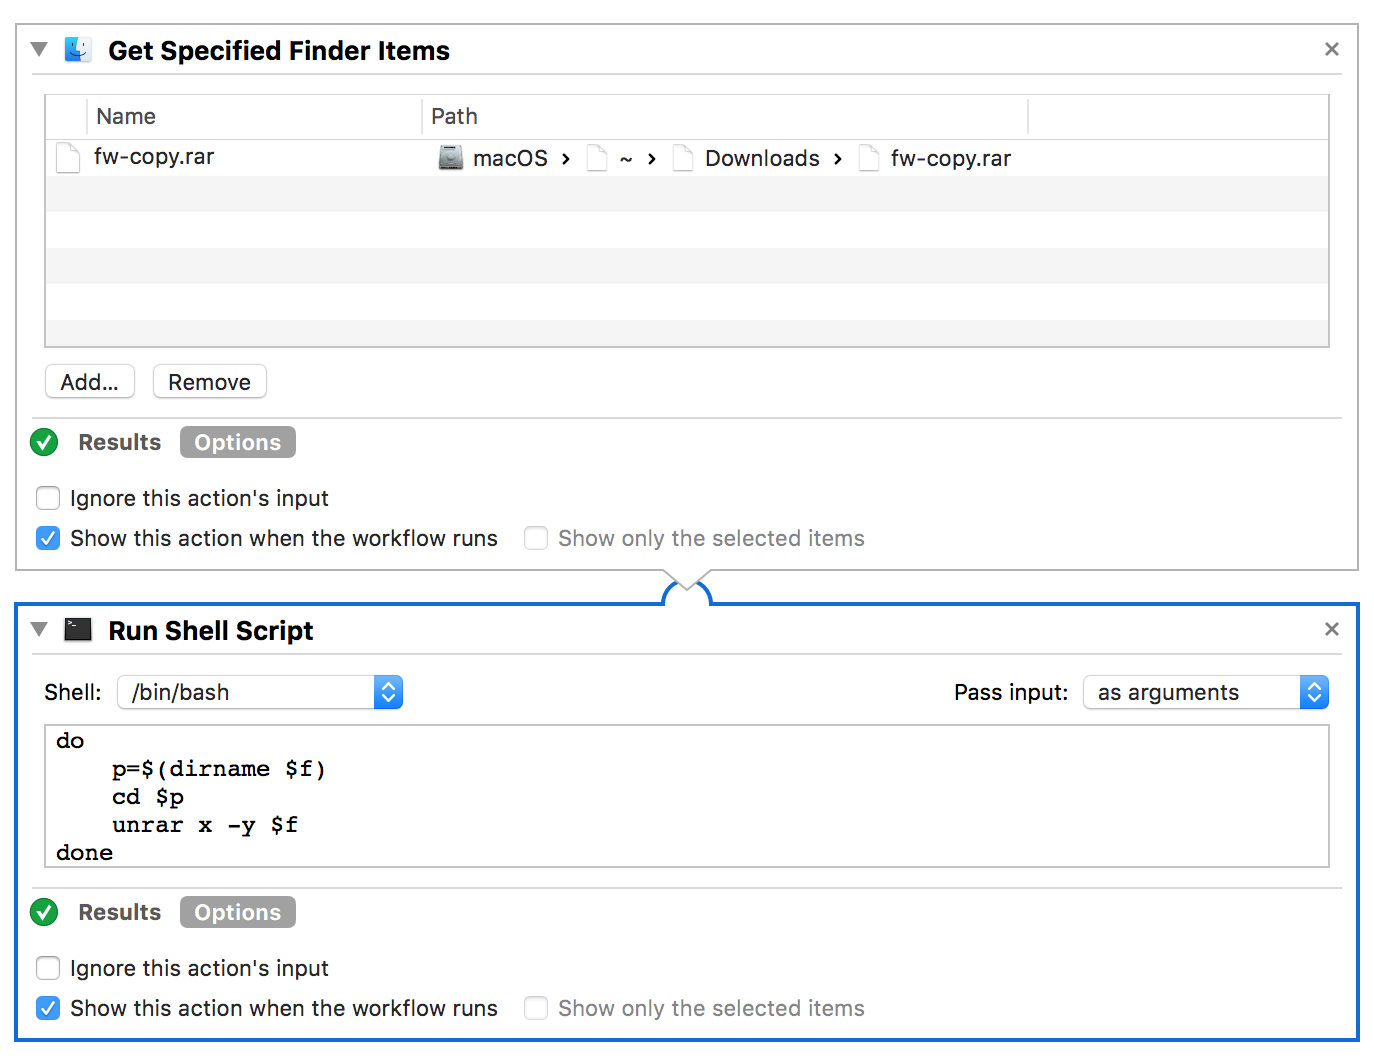 Get Specified Finder Items
Name Path
fw-copy.rar macOS › ~ › Downloads › fw-copy.rar
Add... Remove
Results Options
Ignore this action's input
Show this action when the workflow runs Show only the selected items
Run Shell Script
Shell: /bin/bash Pass input: as arguments
do
p=$(dirname $f)
cd $p
unrar x -y $f
done
Results Options
Ignore this action's input
Show this action when the workflow runs Show only the selected items